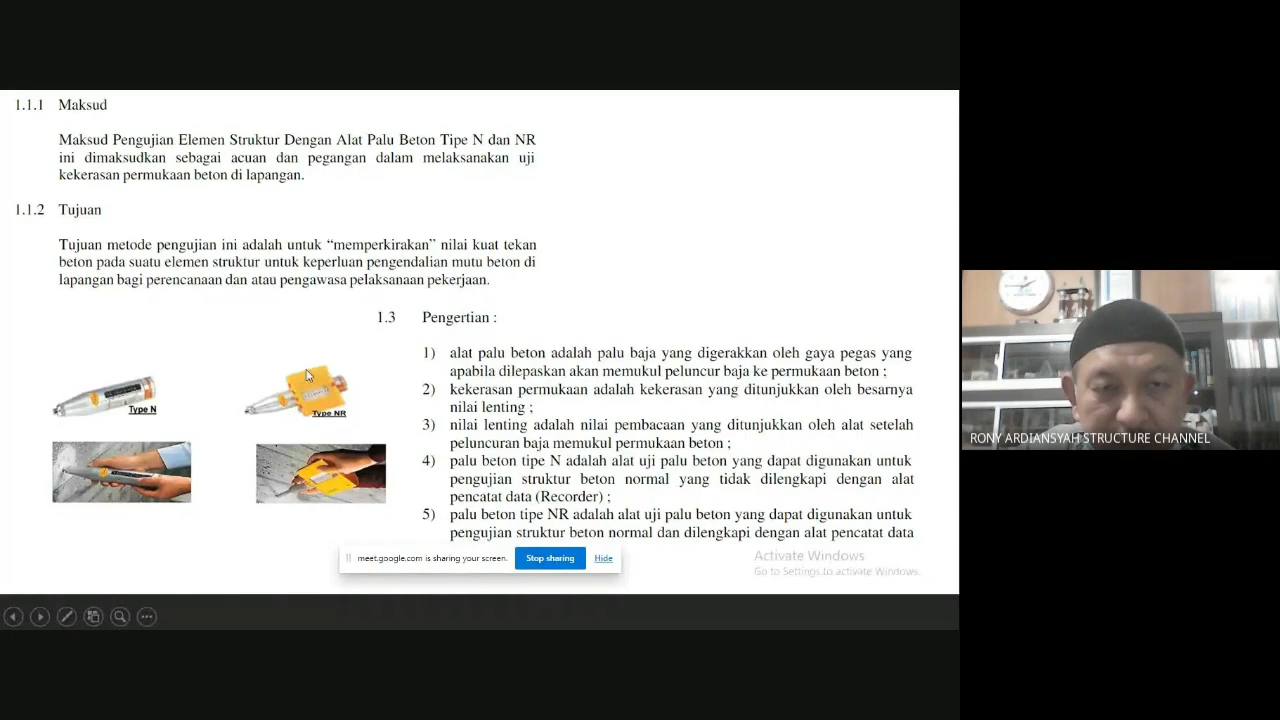 1.1.1 Maksud
Maksud Pengujian Elemen Struktur Dengan Alat Palu Beton Tipe N dan NR
ini dimaksudkan sebagai acuan dan pegangan dalam melaksanakan uji
kekerasan permukaan beton di lapangan.
1.1.2 Tujuan
Tujuan metode pengujian ini adalah untuk “memperkirakan” nilai kuat tekan
beton pada suatu elemen struktur untuk keperluan pengendalian mutu beton di
lapangan bagi perencanaan dan atau pengawasa pelaksanaan pekerjaan.
1.3 Pengertian :
1) alat palu beton adalah palu baja yang digerakkan oleh gaya pegas yang
apabila dilepaskan akan memukul peluncur baja ke permukaan beton ;
2) kekerasan permukaan adalah kekerasan yang ditunjukkan oleh besarnya
nilai lenting ;
3) nilai lenting adalah nilai pembacaan yang ditunjukkan oleh alat setelah
peluncuran baja memukul permukaan beton ;
4) palu beton tipe N adalah alat uji palu beton yang dapat digunakan untuk
pengujian struktur beton normal yang tidak dilengkapi dengan alat
pencatat data (Recorder) ;
5) palu beton tipe NR adalah alat uji palu beton yang dapat digunakan untuk
pengujian struktur beton normal dan dilengkapi dengan alat pencatat data
Type N
Type NR
meet.google.com is sharing your screen.
Stop sharing
Hide
Activate Windows
Go to Settings to activate Windows.
RONY ARDIANSYAH STRUCTURE CHANNEL